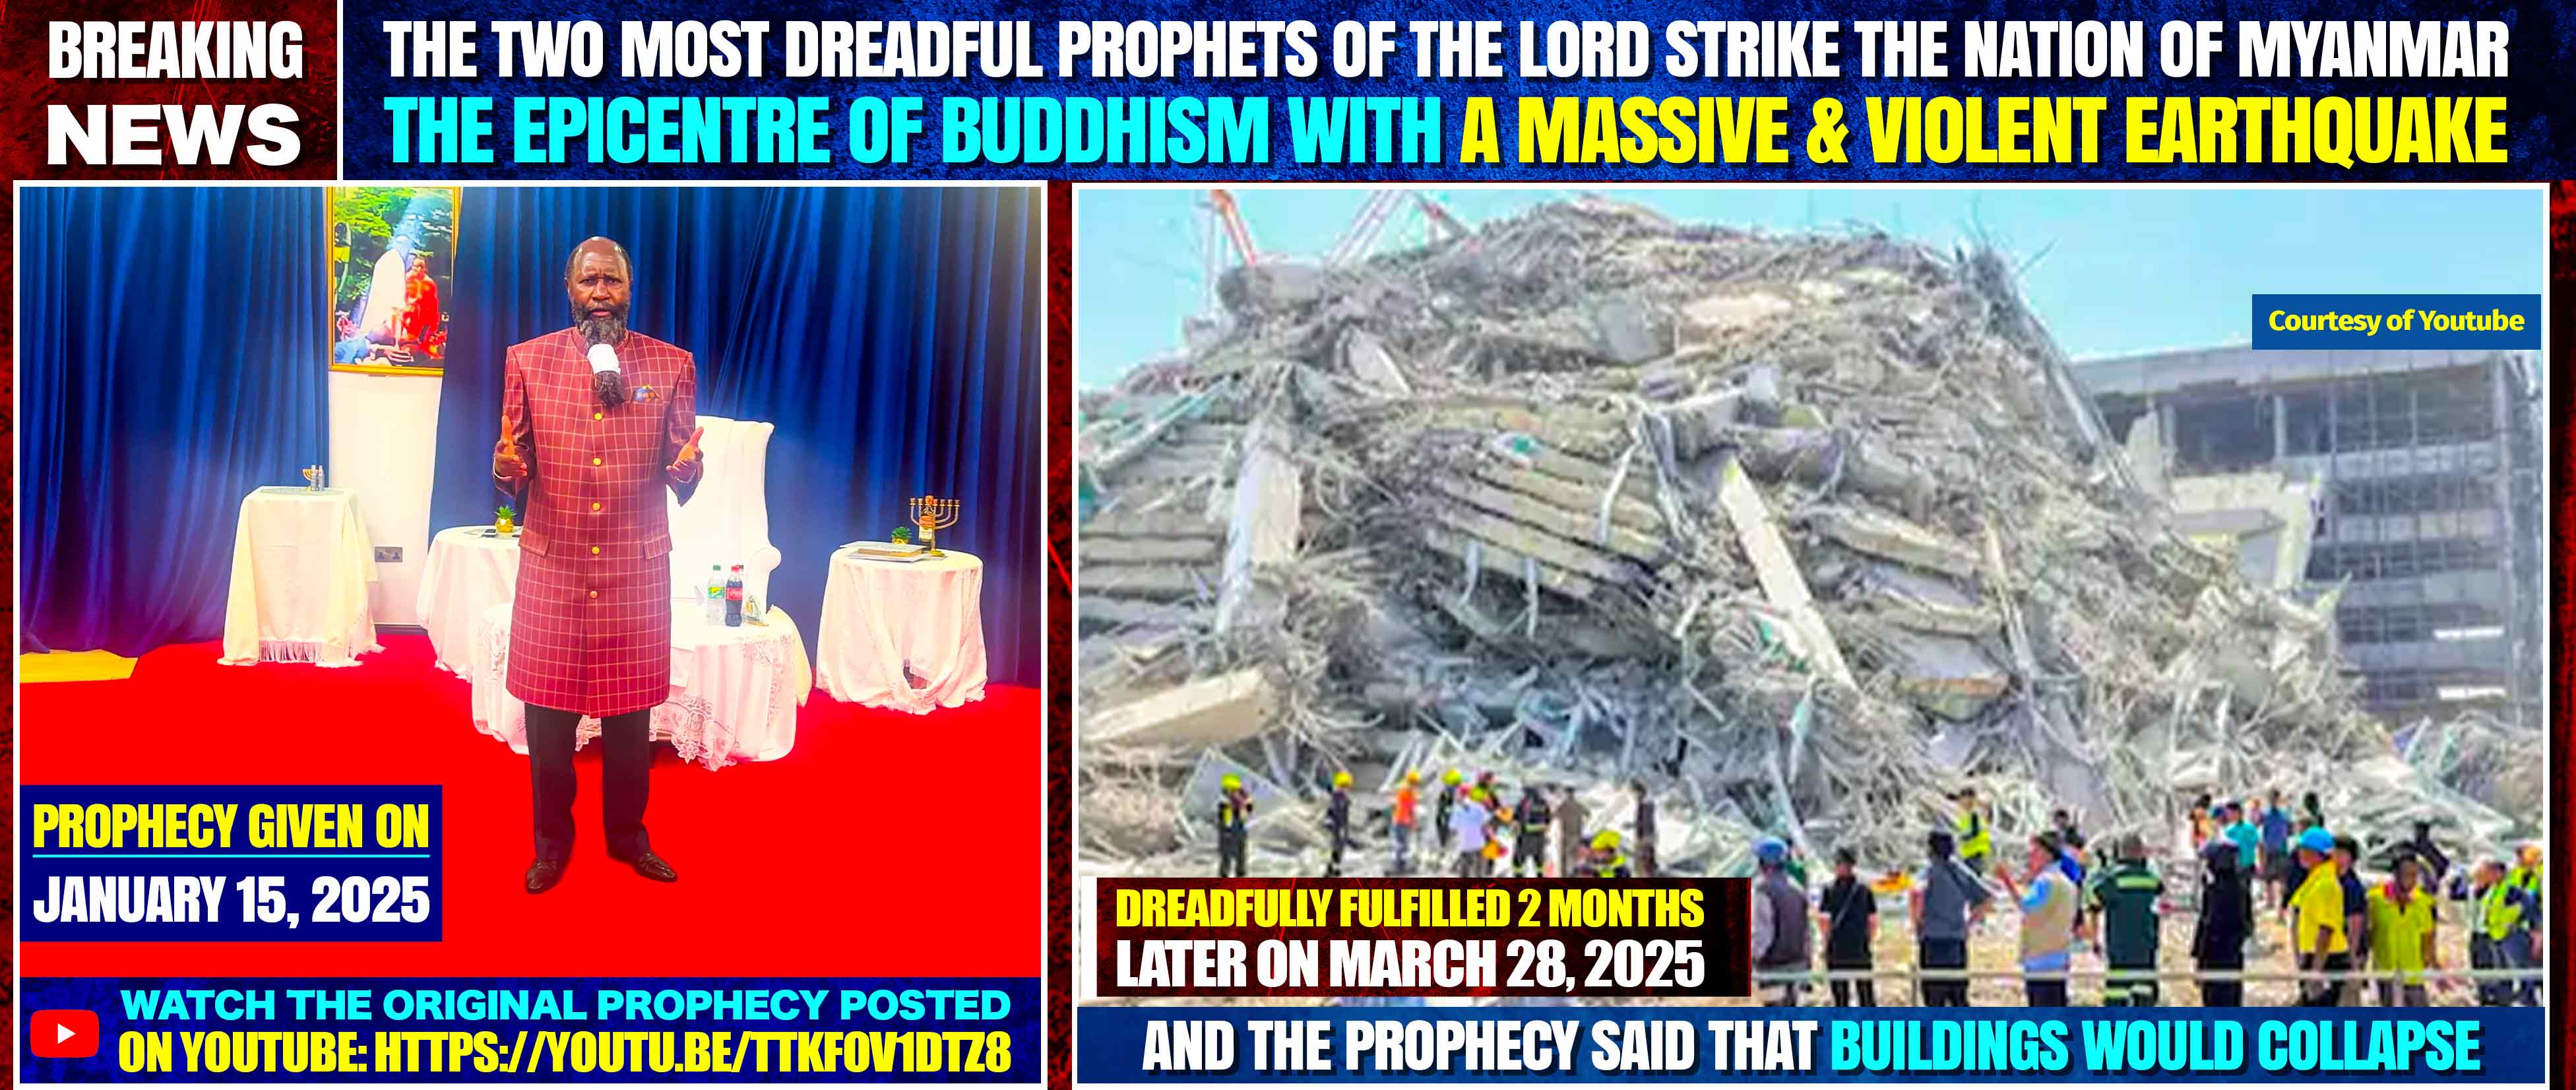 BREAKING
NEWS
THE TWO MOST DREADFUL PROPHETS OF THE LORD STRIKE THE NATION OF MYANMAR
THE EPICENTRE OF BUDDHISM WITH A MASSIVE & VIOLENT EARTHQUAKE
Courtesy of Youtube
PROPHECY GIVEN ON
JANUARY 15, 2025
WATCH THE ORIGINAL PROPHECY POSTED
ON YOUTUBE: HTTPS://YOUTU.BE/TTKFOV1DTZ8
DREADFULLY FULFILLED 2 MONTHS
LATER ON MARCH 28, 2025
AND THE PROPHECY SAID THAT BUILDINGS WOULD COLLAPSE